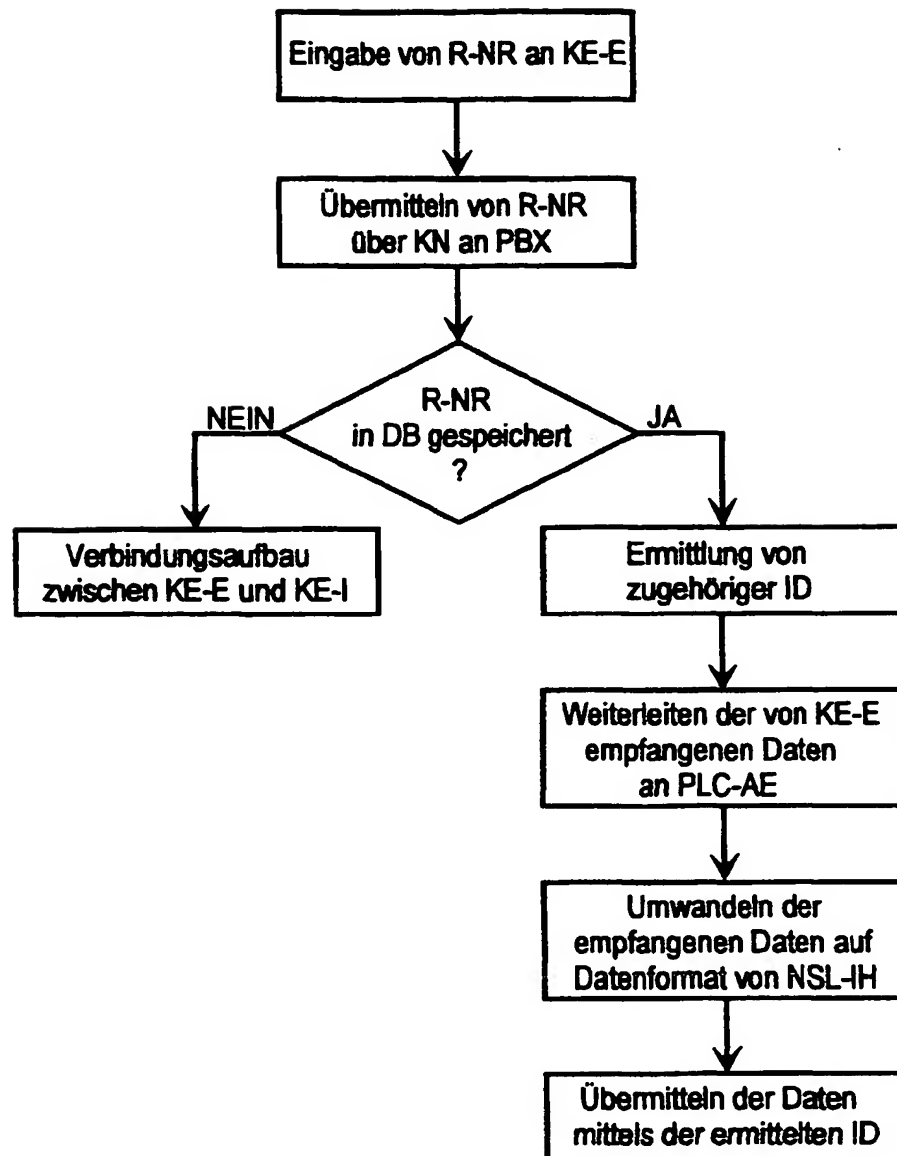 Eingabe von R-NR an KE-E
Übermitteln von R-NR
über KN an PBX
R-NR
in DB gespeichert
?
NEIN
JA
Verbindungsaufbau
zwischen KE-E und KE-I
Ermittlung von
zugehöriger ID
Weiterleiten der von KE-E
empfangenen Daten
an PLC-AE
Umwandeln der
empfangenen Daten auf
Datenformat von NSL-IH
Übermitteln der Daten
mittels der ermittelten ID